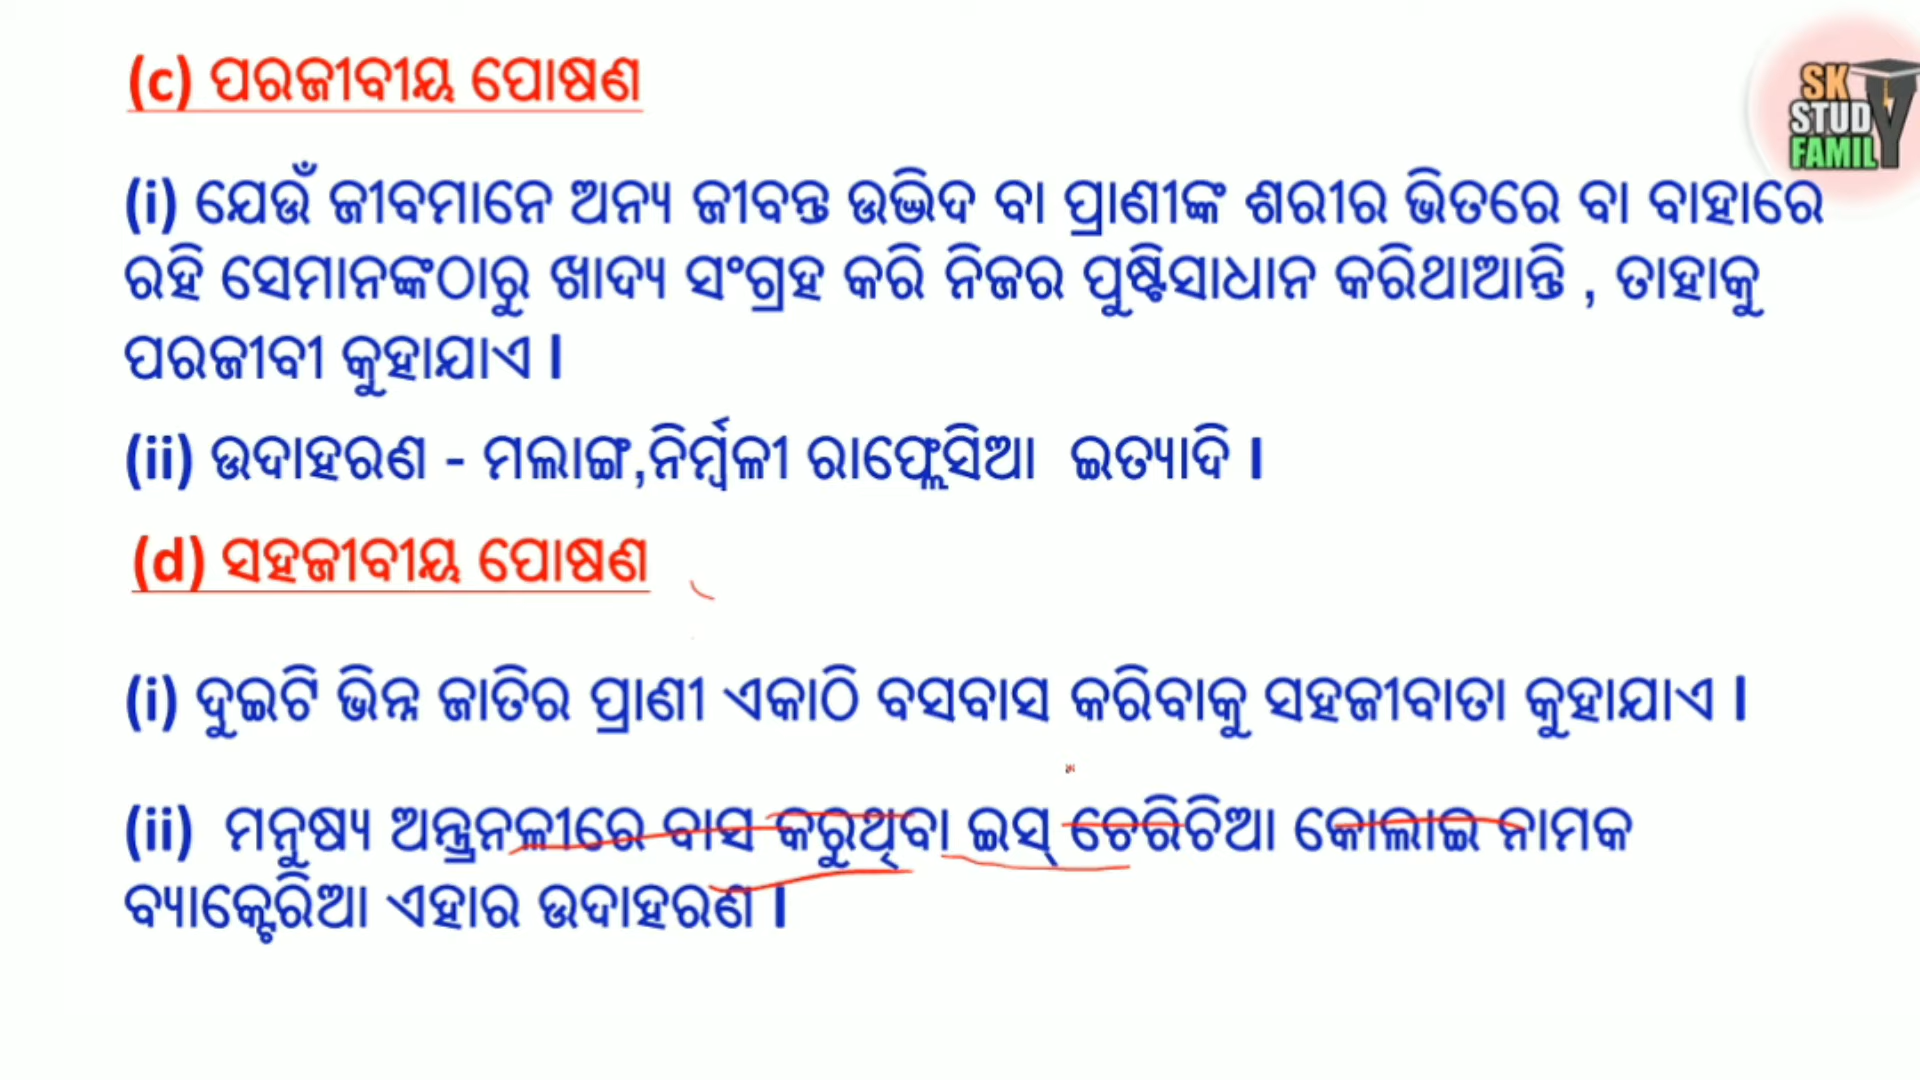 (c) ପରଜୀବୀୟ ପୋଷଣ
SK
STUDY
FAMILY
(i) ଯେଉଁ ଜୀବମାନେ ଅନ୍ୟ ଜୀବନ୍ତ ଉଦ୍ଭିଦ ବା ପ୍ରାଣୀଙ୍କ ଶରୀର ଭିତରେ ବା ବାହାରେ
ରହି ସେମାନଙ୍କଠାରୁ ଖାଦ୍ୟ ସଂଗ୍ରହ କରି ନିଜର ପୁଷ୍ଟିସାଧାନ କରିଥାଆନ୍ତି , ତାହାକୁ
ପରଜୀବୀ କୁହାଯାଏ l
(ii) ଉଦାହରଣ - ମଲାଙ୍ଗ,ନିର୍ମ୍ବଳୀ ରାଫ୍ଲେସିଆ ଇତ୍ୟାଦି l
(d) ସହଜୀବୀୟ ପୋଷଣ
(i) ଦୁଇଟି ଭିନ୍ନ ଜାତିର ପ୍ରାଣୀ ଏକାଠି ବସବାସ କରିବାକୁ ସହଜୀବାତା କୁହାଯାଏ l
(ii) ମନୁଷ୍ୟ ଅନ୍ତ୍ରନଳୀରେ ବାସ କରୁଥିବା ଇସ୍ ଚେରିଚିଆ କୋଲାଇ ନାମକ
ବ୍ୟାକ୍ଟେରିଆ ଏହାର ଉଦାହରଣ l